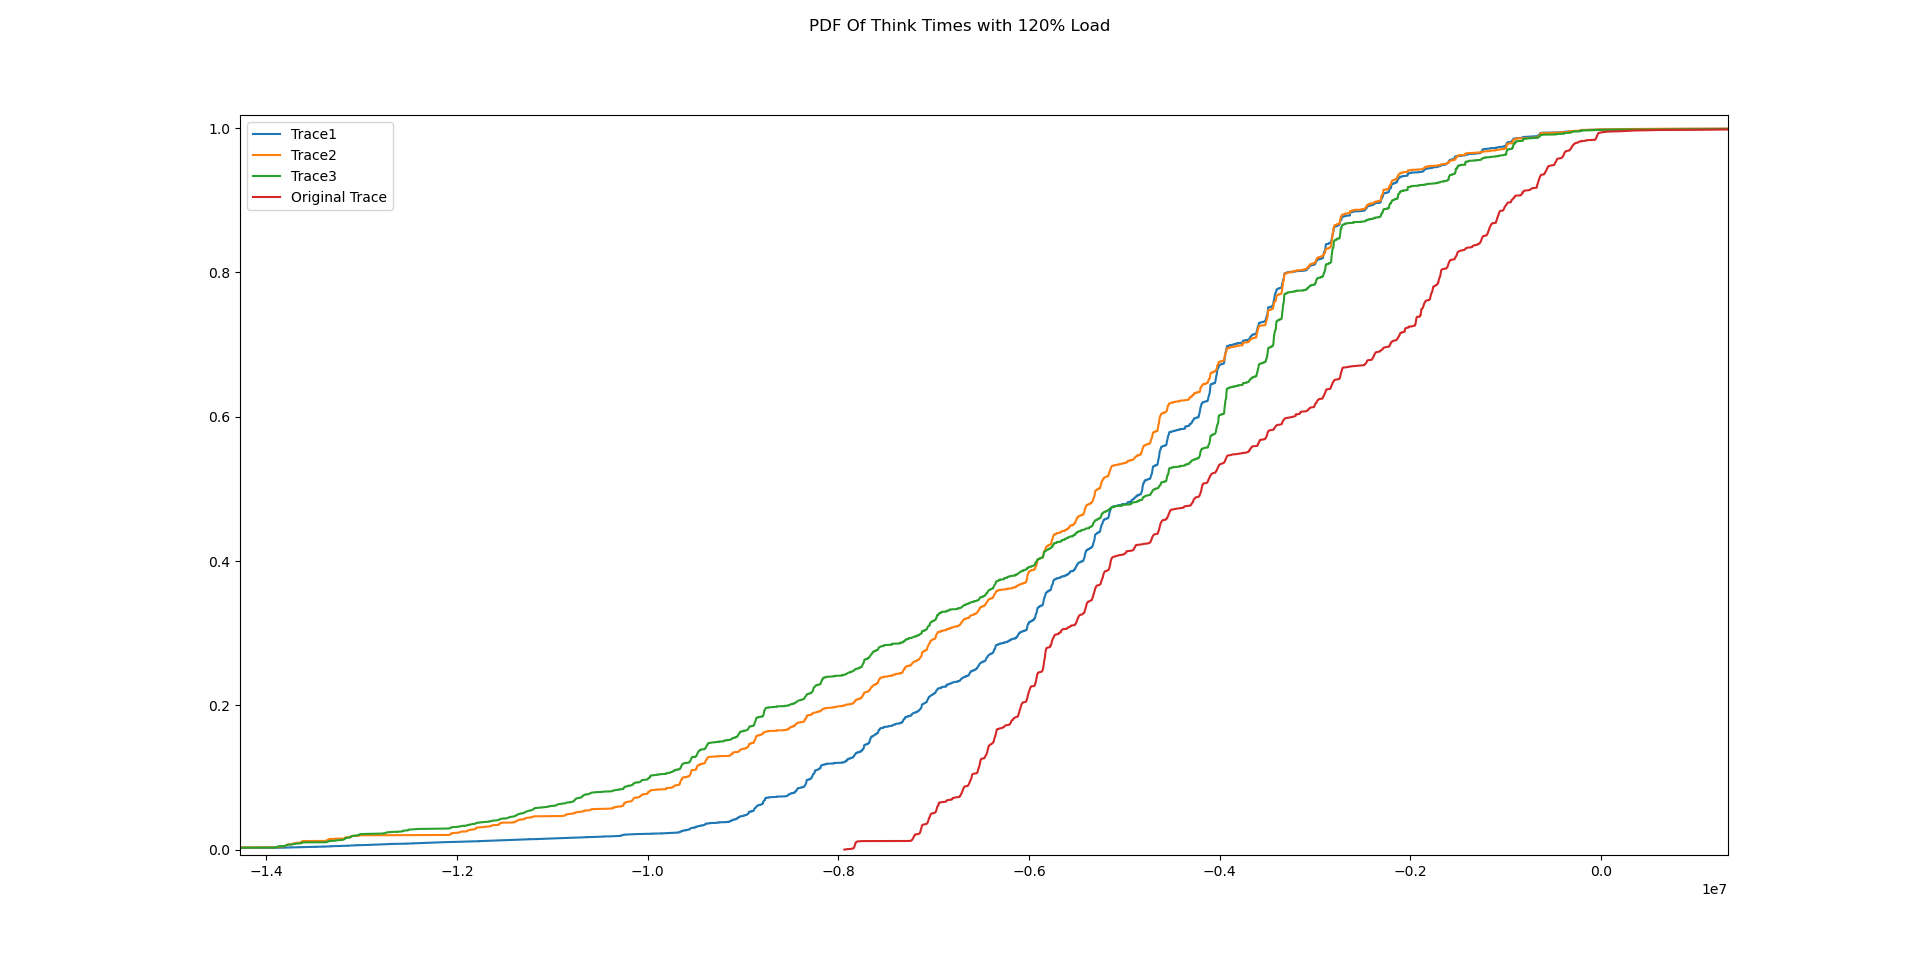 PDF Of Think Times with 120% Load
Trace1
Trace2
Trace3
Original Trace
1.0
0.8
0.6
0.4
0.2
0.0
−1.4 −1.2 −1.0 −0.8 −0.6 −0.4 −0.2 0.0
1e7